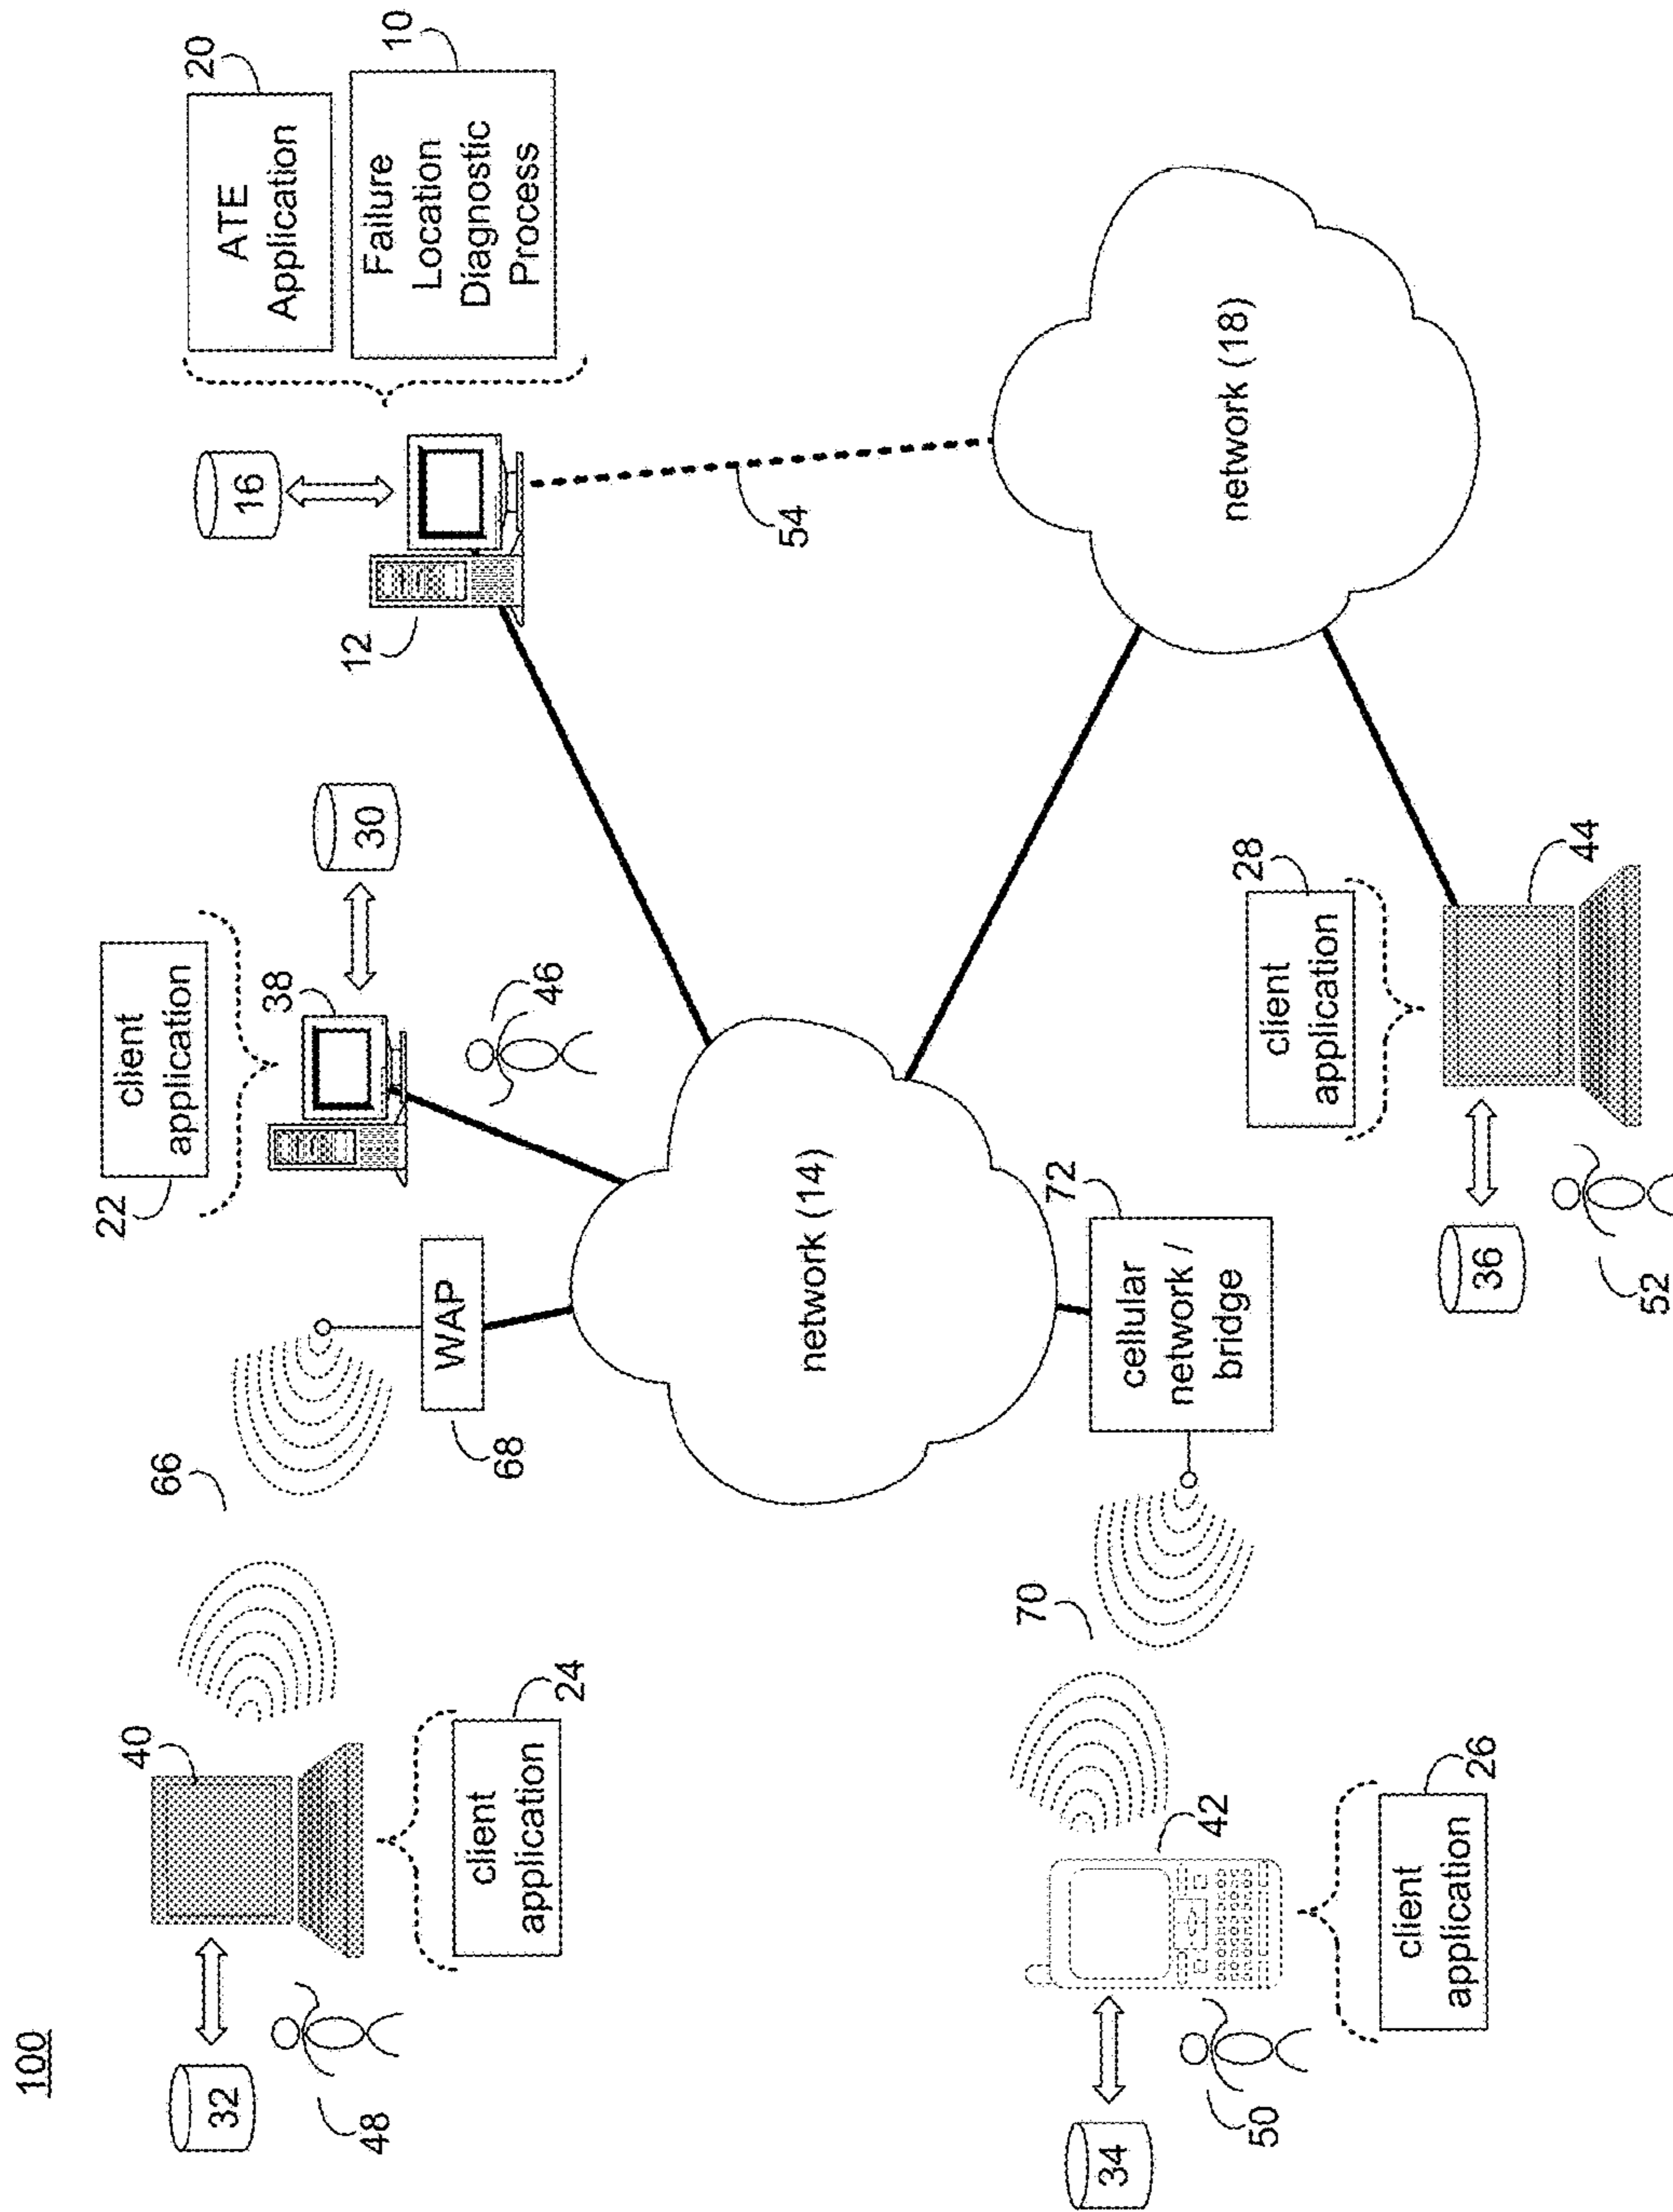 100
32
48
40
client
application
24
66
WAP
68
client
application
22
38
30
46
16
12
ATE
Application
20
Failure
Location
Diagnostic
Process
10
54
network (14)
network (18)
34
50
42
client
application
26
70
cellular
network /
bridge
72
client
application
28
36
52
44